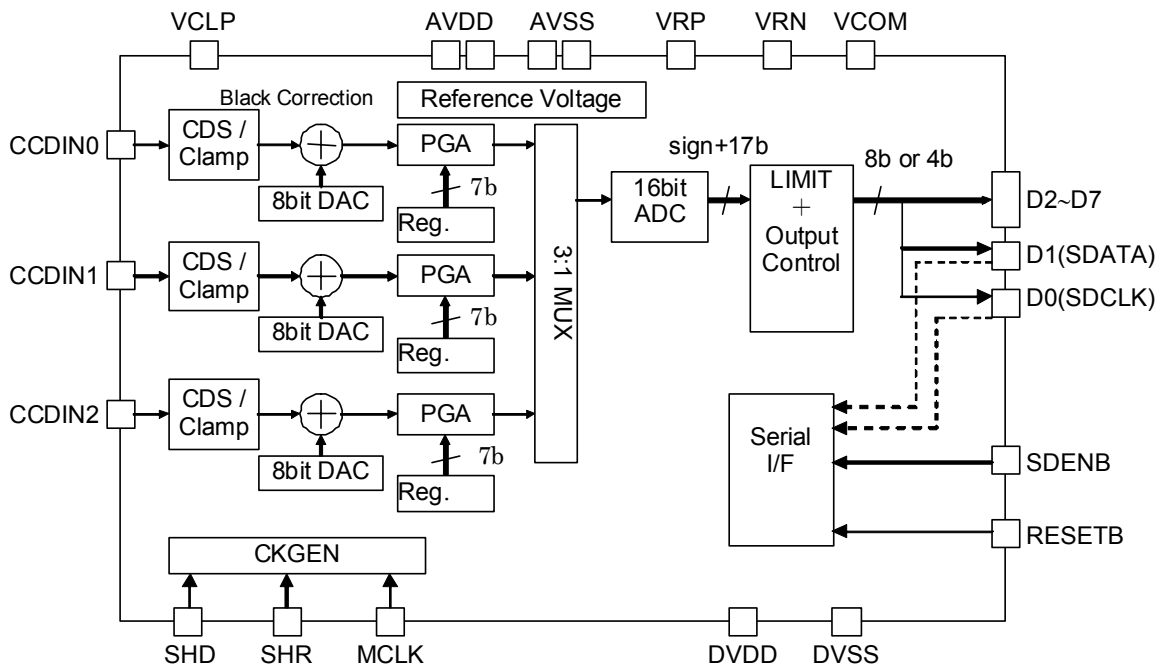 VCLP AVDD AVSS VRP VRN VCOM
Black Correction
Reference Voltage
CCDIN0
CDS /
Clamp
+
8bit DAC
PGA
7b
Reg.
CCDIN1
CDS /
Clamp
+
8bit DAC
PGA
7b
Reg.
CCDIN2
CDS /
Clamp
+
8bit DAC
PGA
7b
Reg.
3:1 MUX
16bit
ADC
sign+17b
LIMIT
+
Output
Control
8b or 4b
D2~D7
D1(SDATA)
D0(SDCLK)
Serial
I/F
SDENB
RESETB
CKGEN
SHD SHR MCLK DVDD DVSS